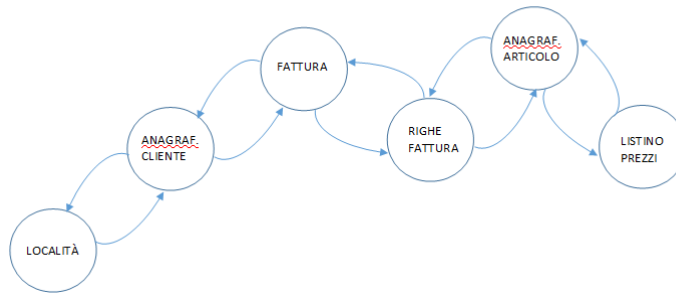 LOCALITÀ
ANAGRAF.
CLIENTE
FATTURA
RIGHE
FATTURA
ANAGRAF.
ARTICOLO
LISTINO
PREZZI